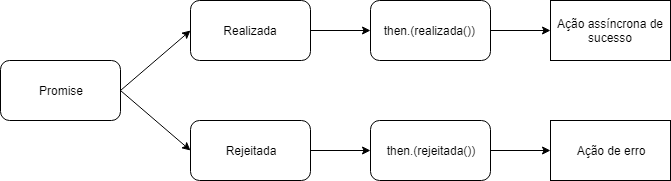 Promise
Realizada
then.(realizada())
Ação assíncrona de
sucesso
Rejeitada
then.(rejeitada())
Ação de erro